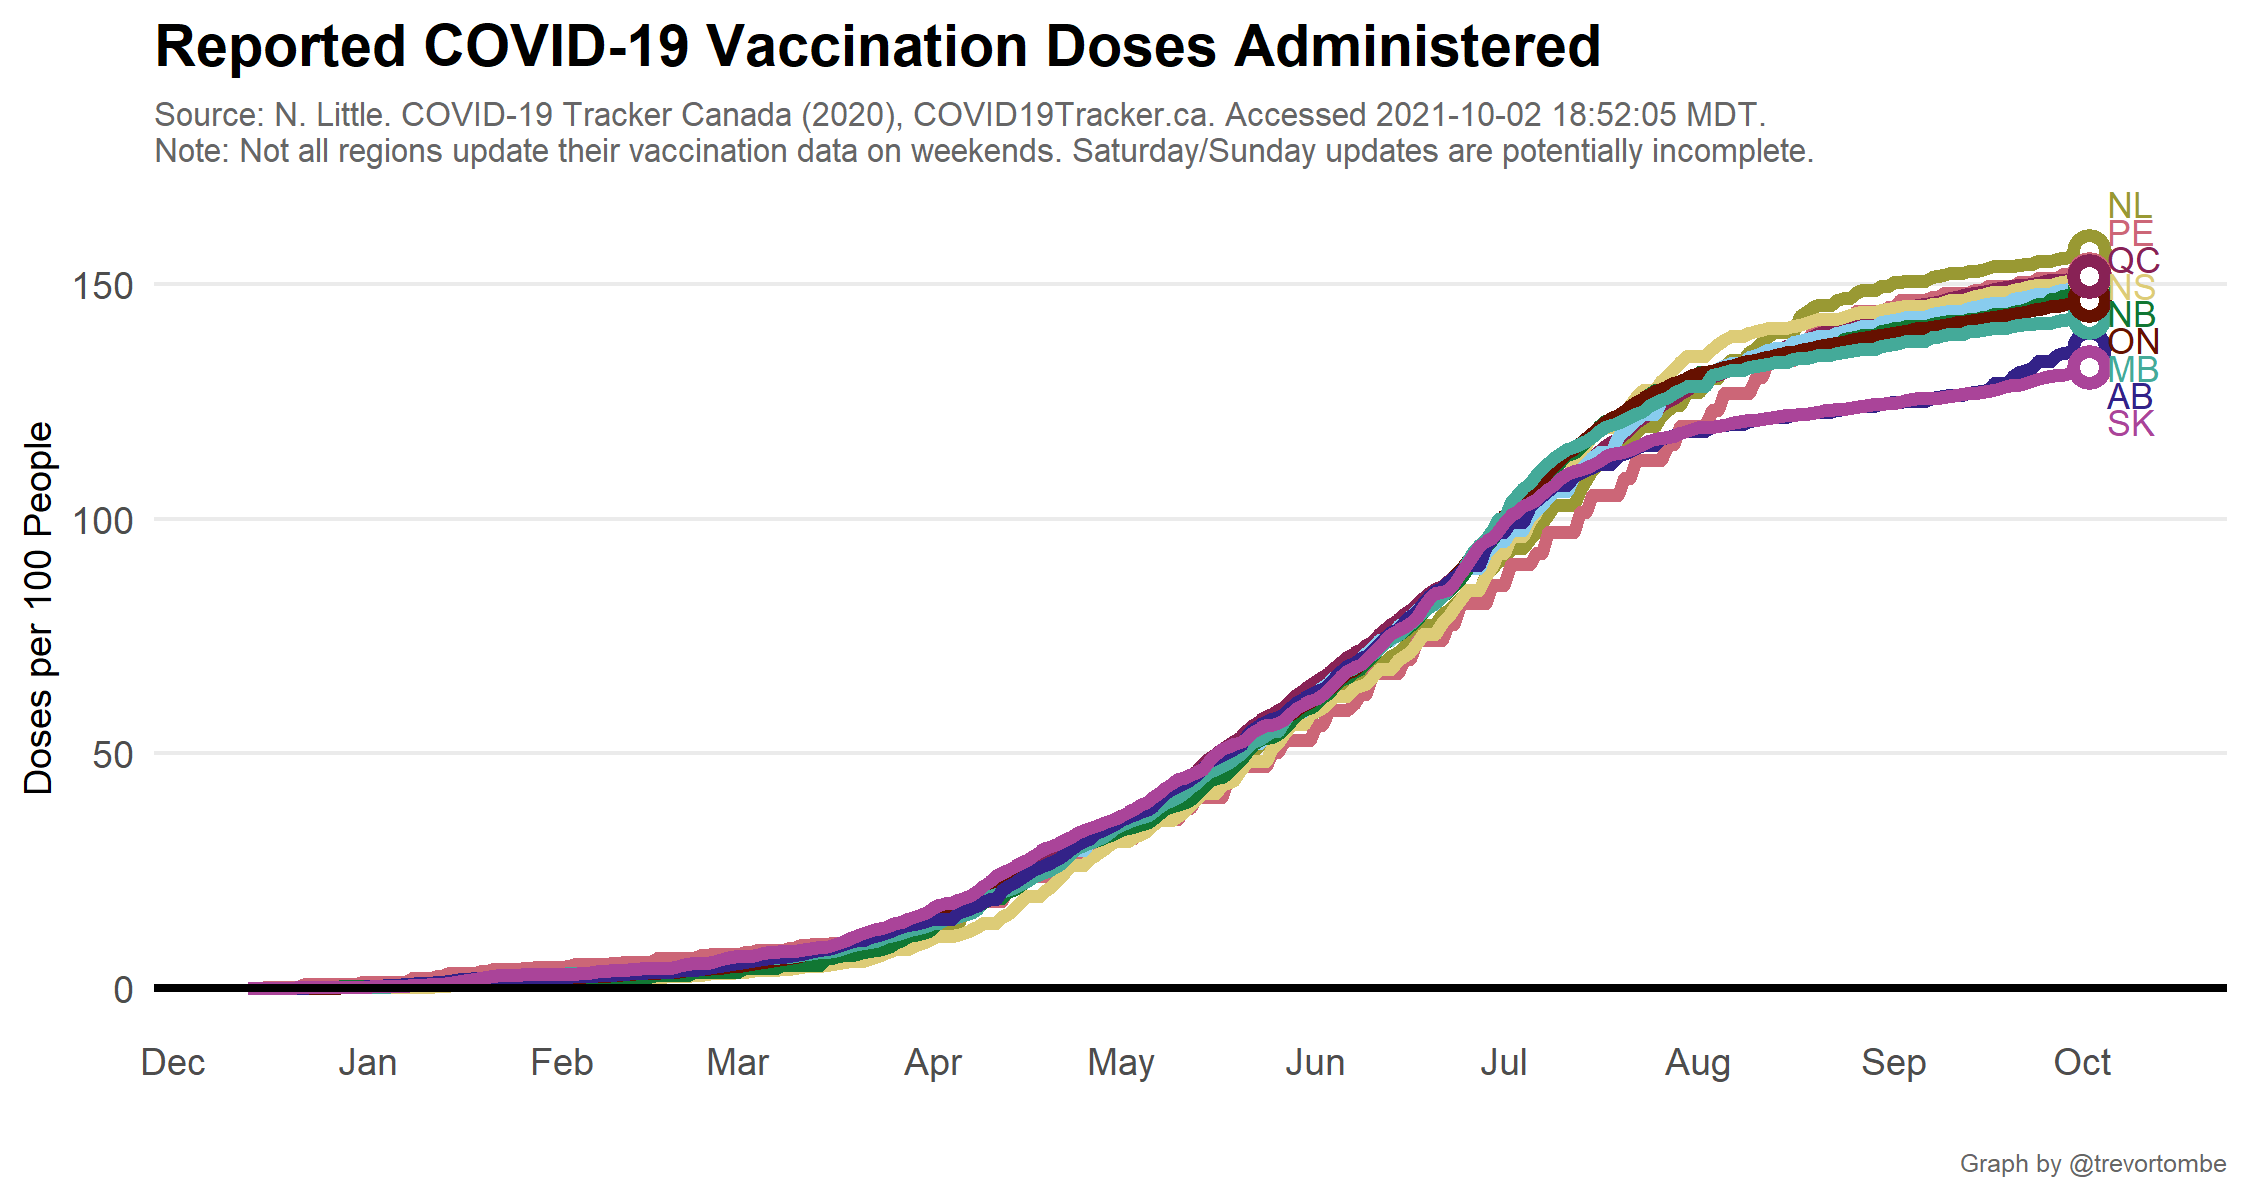 Reported COVID-19 Vaccination Doses Administered
Source: N. Little. COVID-19 Tracker Canada (2020), COVID19Tracker.ca. Accessed 2021-10-02 18:52:05 MDT.
Note: Not all regions update their vaccination data on weekends. Saturday/Sunday updates are potentially incomplete.
Doses per 100 People
150
100
50
0
NL
PE
QC
NS
NB
ON
MB
AB
SK
Dec Jan Feb Mar Apr May Jun Jul Aug Sep Oct
Graph by @trevortombe